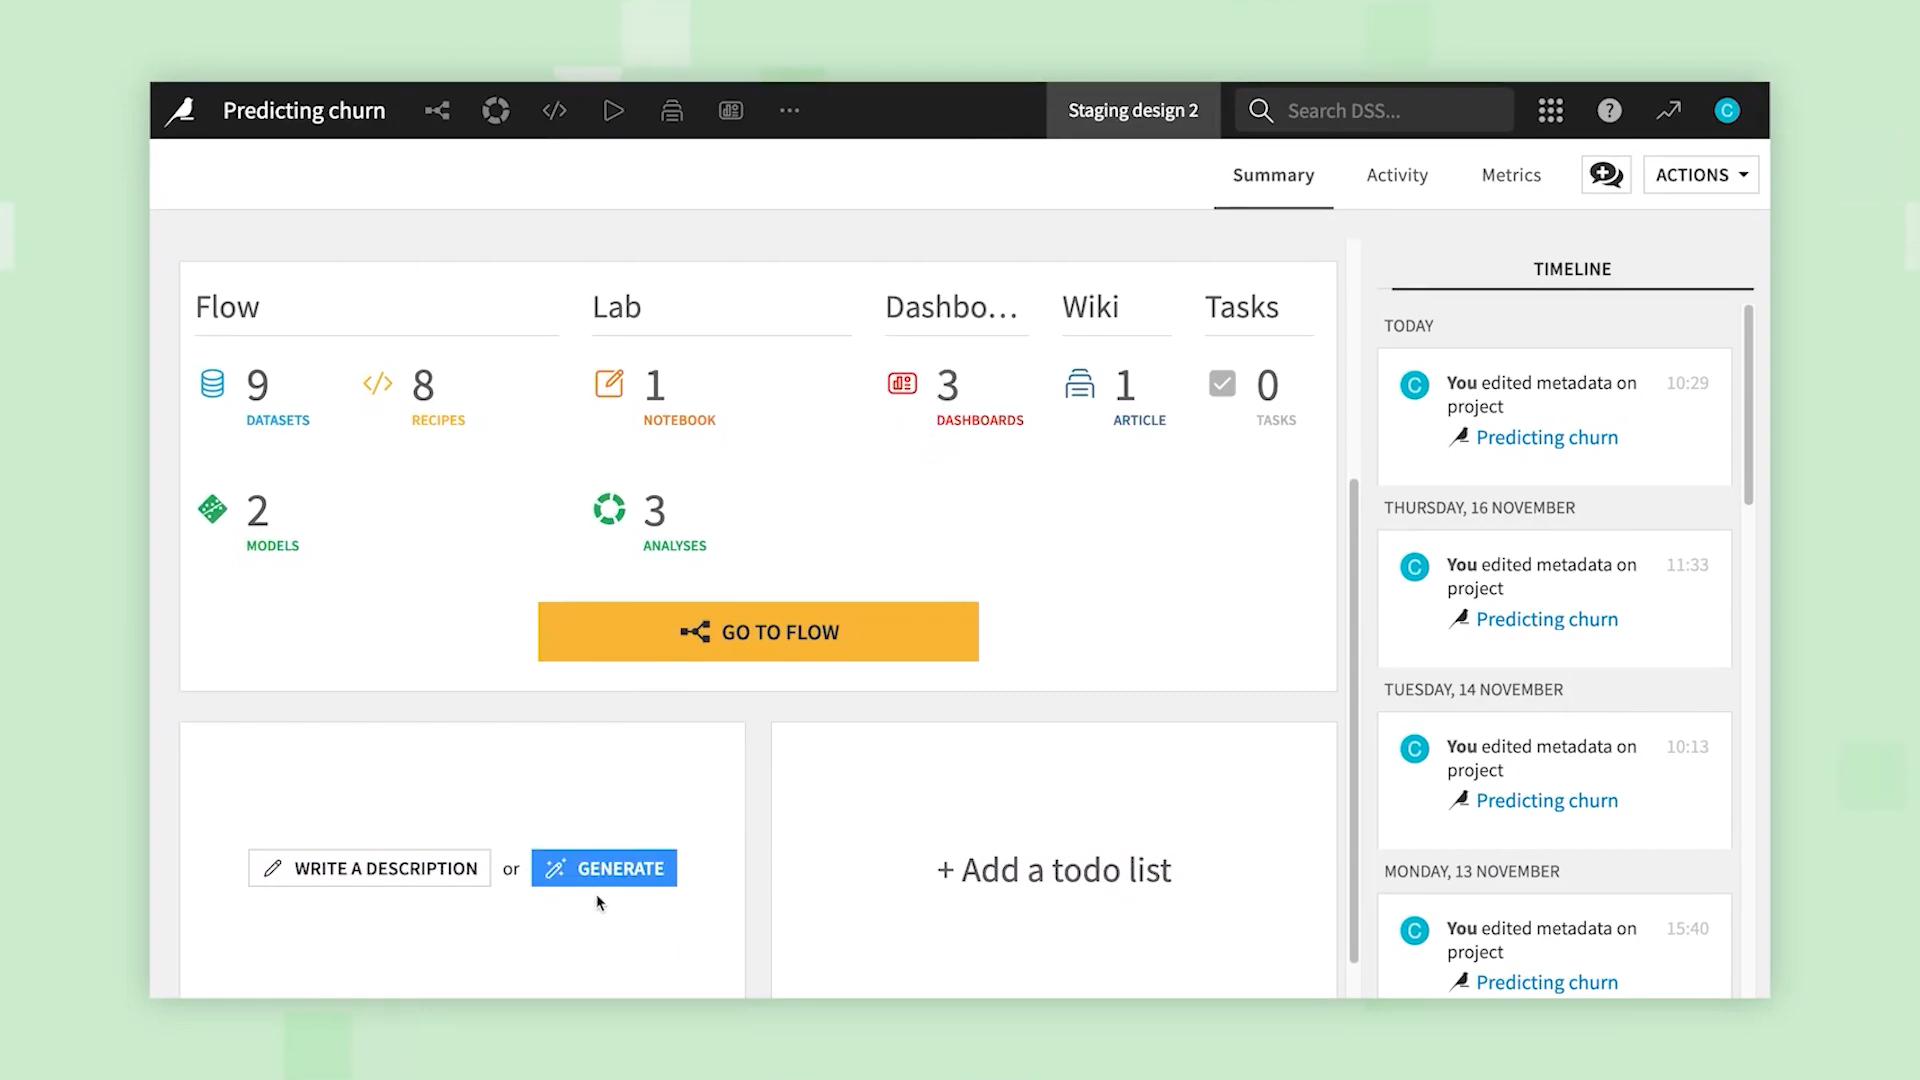 Predicting churn
Staging design 2
Search DSS...
?
C
Summary
Activity
Metrics
ACTIONS
Flow
Lab
Dashbo...
Wiki
Tasks
9
DATASETS
8
RECIPES
1
NOTEBOOK
3
DASHBOARDS
1
ARTICLE
0
TASKS
2
MODELS
3
ANALYSES
GO TO FLOW
WRITE A DESCRIPTION or GENERATE
+ Add a todo list
TIMELINE
TODAY
C
You edited metadata on 10:29
project
Predicting churn
THURSDAY, 16 NOVEMBER
C
You edited metadata on 11:33
project
Predicting churn
TUESDAY, 14 NOVEMBER
C
You edited metadata on 10:13
project
Predicting churn
MONDAY, 13 NOVEMBER
C
You edited metadata on 15:40
project
Predicting churn